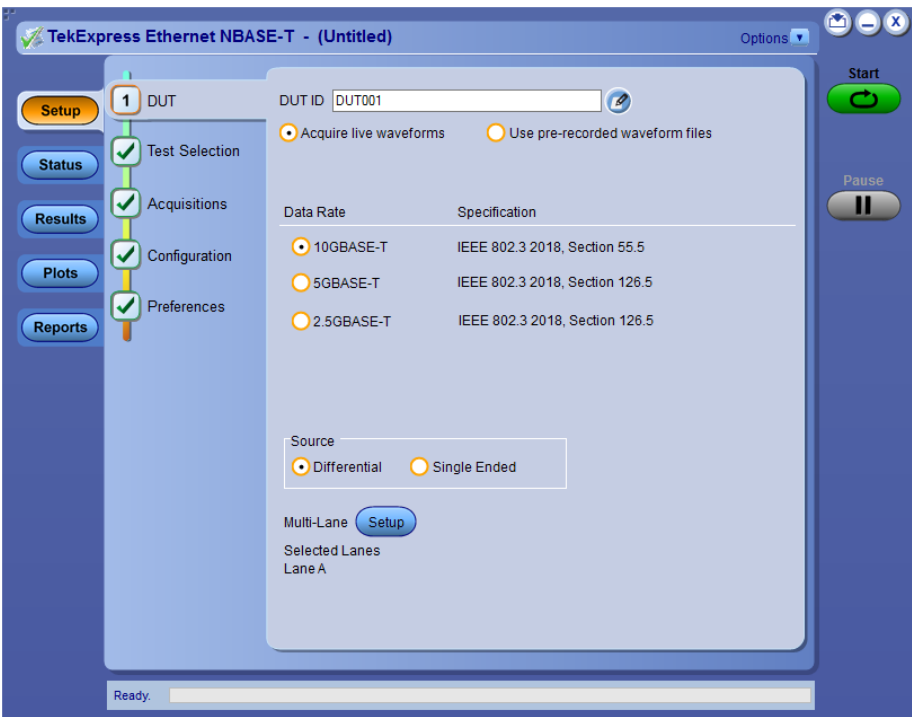 TekExpress Ethernet NBASE-T - (Untitled)
Options
Start
Pause
Setup
Status
Results
Plots
Reports
1 DUT
Test Selection
Acquisitions
Configuration
Preferences
DUT ID DUT001
Acquire live waveforms Use pre-recorded waveform files
Data Rate Specification
10GBASE-T IEEE 802.3 2018, Section 55.5
5GBASE-T IEEE 802.3 2018, Section 126.5
2.5GBASE-T IEEE 802.3 2018, Section 126.5
Source
Differential Single Ended
Multi-Lane Setup
Selected Lanes
Lane A
Ready.